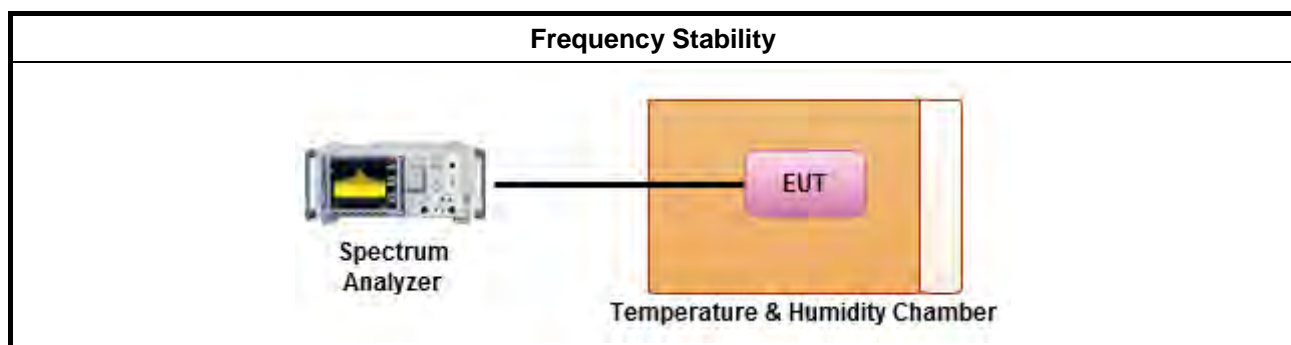 Frequency Stability
EUT
Spectrum
Analyzer
Temperature & Humidity Chamber